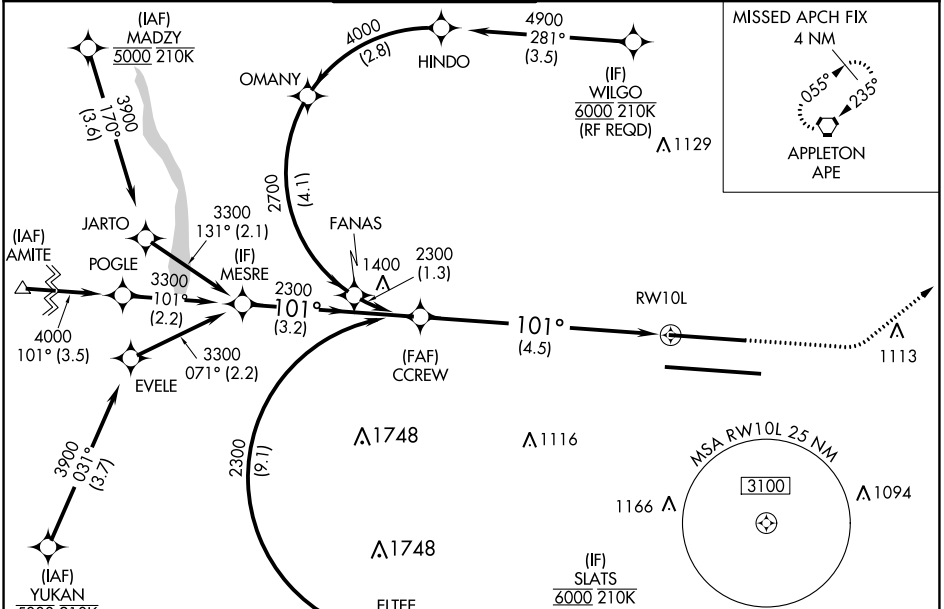 (IAF)
MADZY
5000 210K
3900
170°
(3.6)
4000
(2.8)
HINDO
4900
281°
(3.5)
OMANY
(IF)
WILGO
6000 210K
(RF REQD)
1129
MISSED APCH FIX
4 NM
055°
235°
APPLETON
APE
2700
(4.1)
JARTO
3300
131° (2.1)
FANAS
1400
2300
(1.3)
(IAF)
AMITE
POGLE
(IF)
MESRE
3300
101°
(2.2)
2300
101°
(3.2)
4000
101° (3.5)
RW10L
101°
(4.5)
1113
(FAF)
CCREW
3300
071° (2.2)
EVELE
3900
031°
(3.7)
2300
(9.1)
1748
1116
MSA RW10L 25 NM
3100
1166
1094
1748
(IF)
SLATS
6000 210K
(IAF)
YUKAN